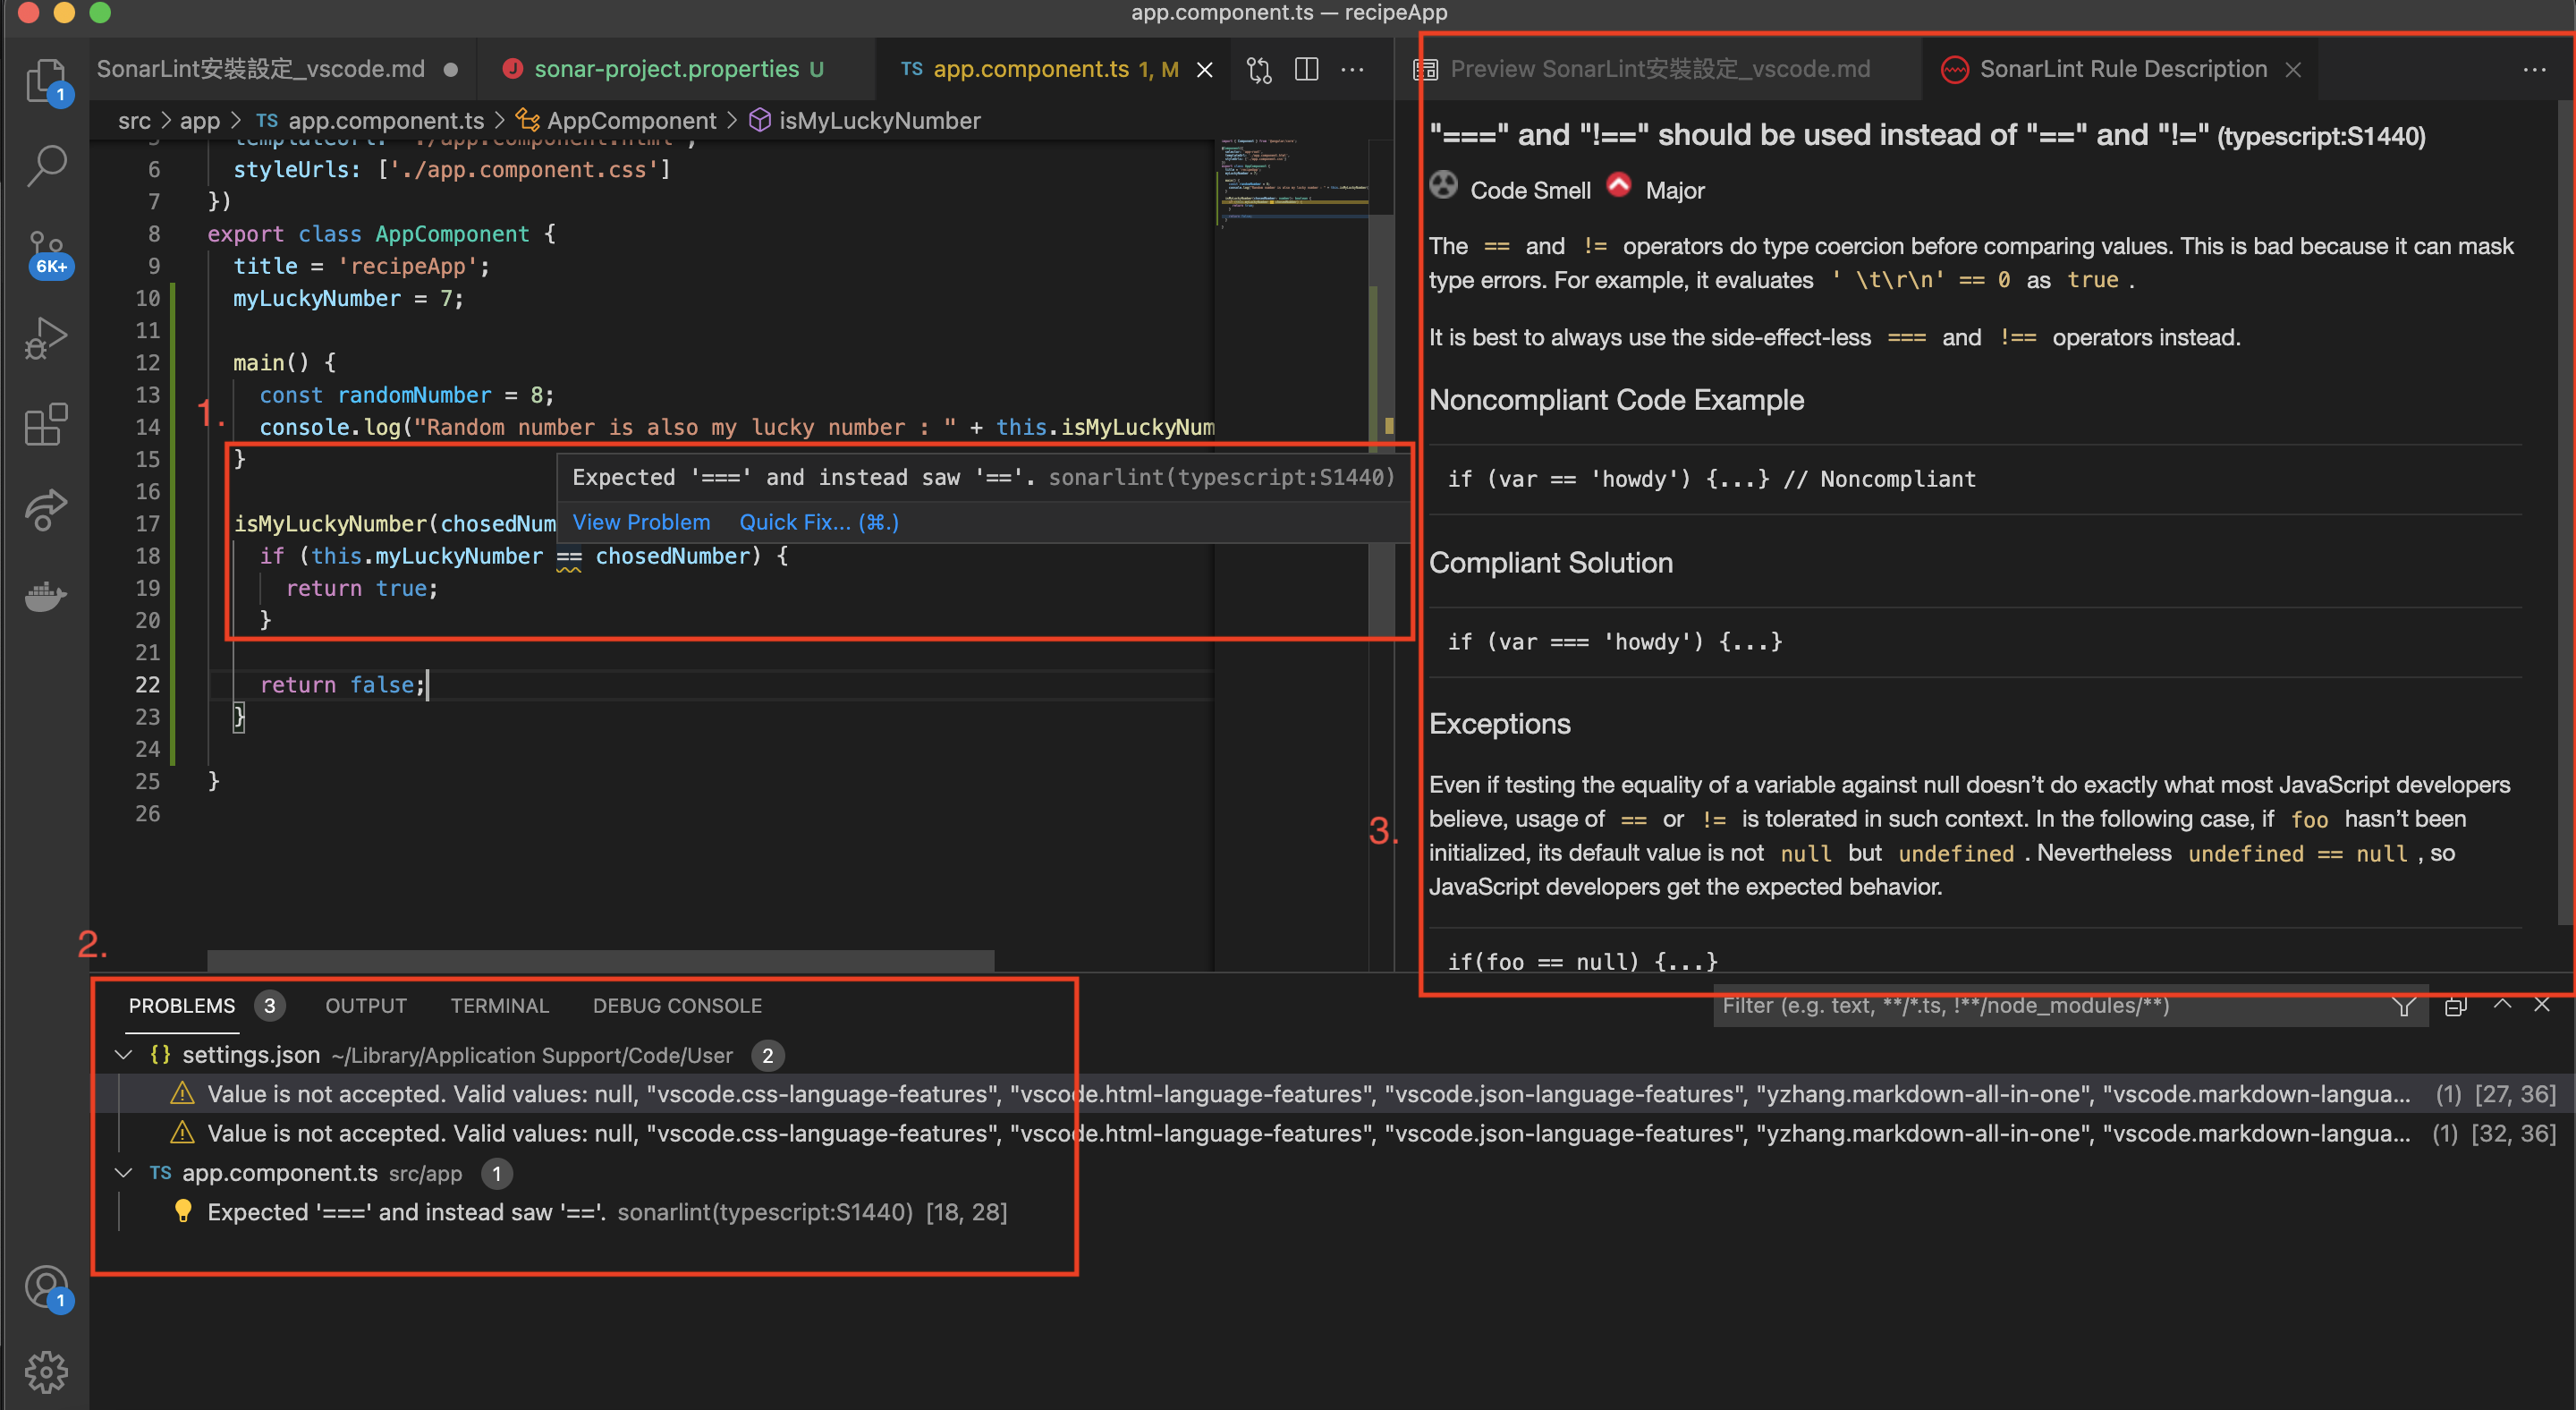 app.component.ts — recipeApp
SonarLint安裝設定_vscode.md
sonar-project.properties U
TS app.component.ts 1, M
Preview SonarLint安裝設定_vscode.md
SonarLint Rule Description
src > app > TS app.component.ts > AppComponent > isMyLuckyNumber
6 styleUrls: ['./app.component.css']
7 })
8 export class AppComponent {
9 title = 'recipeApp';
10 myLuckyNumber = 7;
11
12 main() {
13 const randomNumber = 8;
14 console.log("Random number is also my lucky number : " + this.isMyLuckyNum
15 }
16
17 isMyLuckyNumber(chosedNum
18 if (this.myLuckyNumber == chosedNumber) {
19 return true;
20 }
21
22 return false;
23 }
24
25 }
26
1.
Expected '===' and instead saw '=='. sonarlint(typescript:S1440)
View Problem Quick Fix... (⌘.)
1
6K+
1
3.
"===" and "!==" should be used instead of "==" and "!=" (typescript:S1440)
Code Smell Major
The == and != operators do type coercion before comparing values. This is bad because it can mask
type errors. For example, it evaluates ' \t\r\n' == 0 as true .
It is best to always use the side-effect-less === and !== operators instead.
Noncompliant Code Example
if (var == 'howdy') {...} // Noncompliant
Compliant Solution
if (var === 'howdy') {...}
Exceptions
Even if testing the equality of a variable against null doesn’t do exactly what most JavaScript developers
believe, usage of == or != is tolerated in such context. In the following case, if foo hasn’t been
initialized, its default value is not null but undefined . Nevertheless undefined == null , so
JavaScript developers get the expected behavior.
if(foo == null) {...}
2.
PROBLEMS 3 OUTPUT TERMINAL DEBUG CONSOLE
Filter (e.g. text, **/*.ts, !**/node_modules/**)
{} settings.json ~/Library/Application Support/Code/User 2
Value is not accepted. Valid values: null, "vscode.css-language-features", "vscode.html-language-features", "vscode.json-language-features", "yzhang.markdown-all-in-one", "vscode.markdown-langua... (1) [27, 36]
Value is not accepted. Valid values: null, "vscode.css-language-features", "vscode.html-language-features", "vscode.json-language-features", "yzhang.markdown-all-in-one", "vscode.markdown-langua... (1) [32, 36]
TS app.component.ts src/app 1
Expected '===' and instead saw '=='. sonarlint(typescript:S1440) [18, 28]